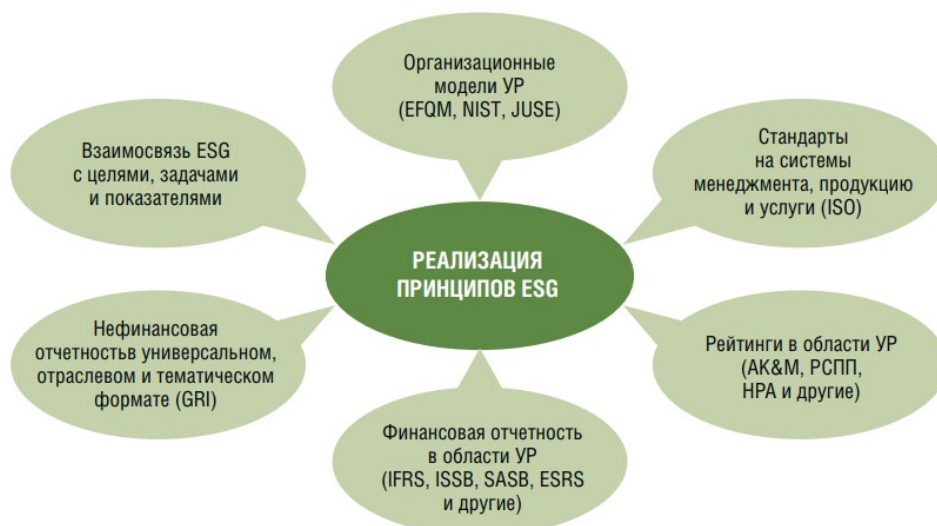 Организационные
модели УР
(EFQM, NIST, JUSE)
Взаимосвязь ESG
с целями, задачами
и показателями
Стандарты
на системы
менеджмента, продукцию
и услуги (ISO)
РЕАЛИЗАЦИЯ
ПРИНЦИПОВ ESG
Нефинансовая
отчетностьв универсальном,
отраслевом и тематическом
формате (GRI)
Рейтинги в области УР
(AK&M, РСПП,
НРА и другие)
Финансовая отчетность
в области УР
(IFRS, ISSB, SASB, ESRS
и другие)